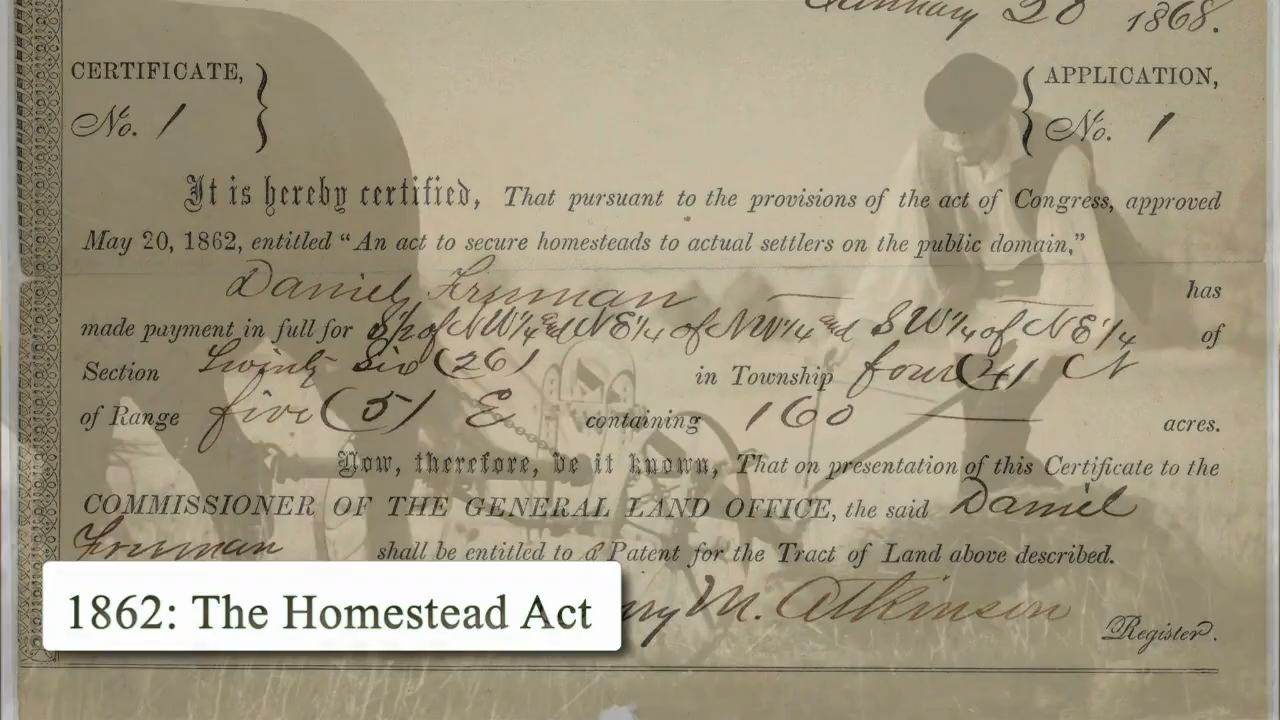 January 20 1868.
CERTIFICATE,
No. 1
APPLICATION,
No. 1
It is hereby certified, That pursuant to the provisions of the act of Congress, approved
May 20, 1862, entitled “An act to secure homesteads to actual settlers on the public domain,”
Daniel Freeman has
made payment in full for S½ of NW¼ and NE¼ of NW¼ and SW¼ of NE¼ of
Section Twenty Six (26) in Township four (4) N
of Range five (5) E containing 160 acres.
Now, therefore, be it known, That on presentation of this Certificate to the
COMMISSIONER OF THE GENERAL LAND OFFICE, the said Daniel
Freeman shall be entitled to a Patent for the Tract of Land above described.
ry M. Atkinson
Register.
1862: The Homestead Act